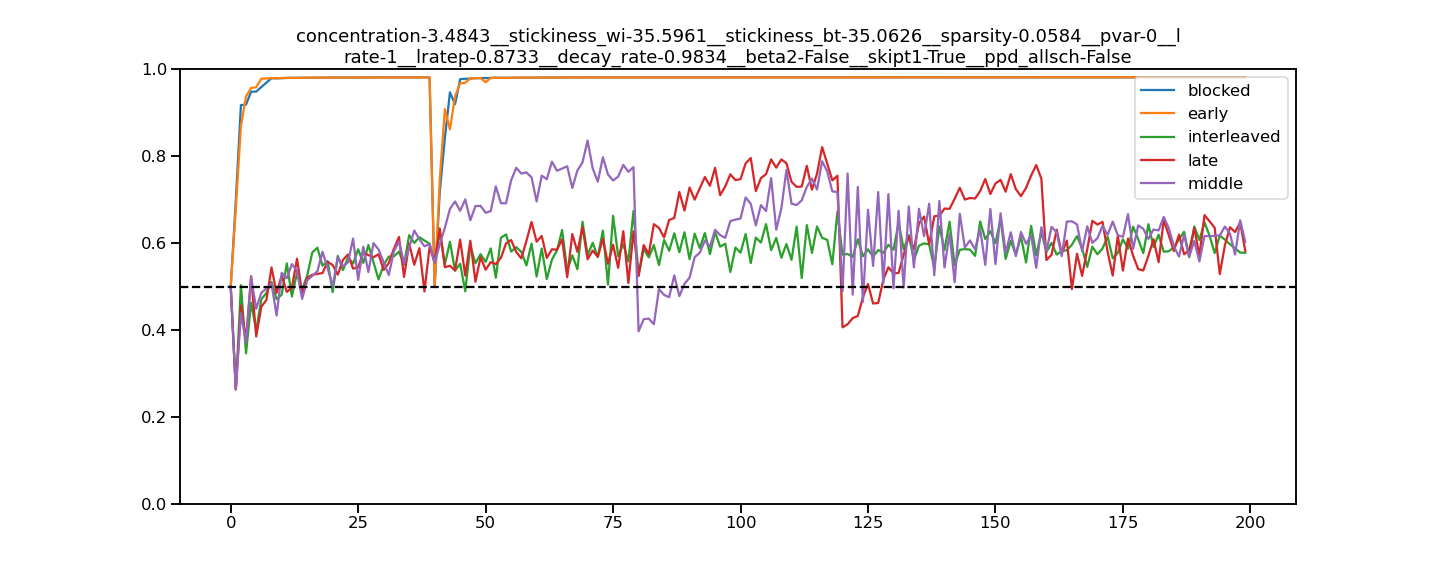 concentration-3.4843__stickiness_wi-35.5961__stickiness_bt-35.0626__sparsity-0.0584__pvar-0__l
rate-1__lratep-0.8733__decay_rate-0.9834__beta2-False__skipt1-True__ppd_allsch-False
1.0
0.8
0.6
0.4
0.2
0.0
blocked
early
interleaved
late
middle
0 25 50 75 100 125 150 175 200